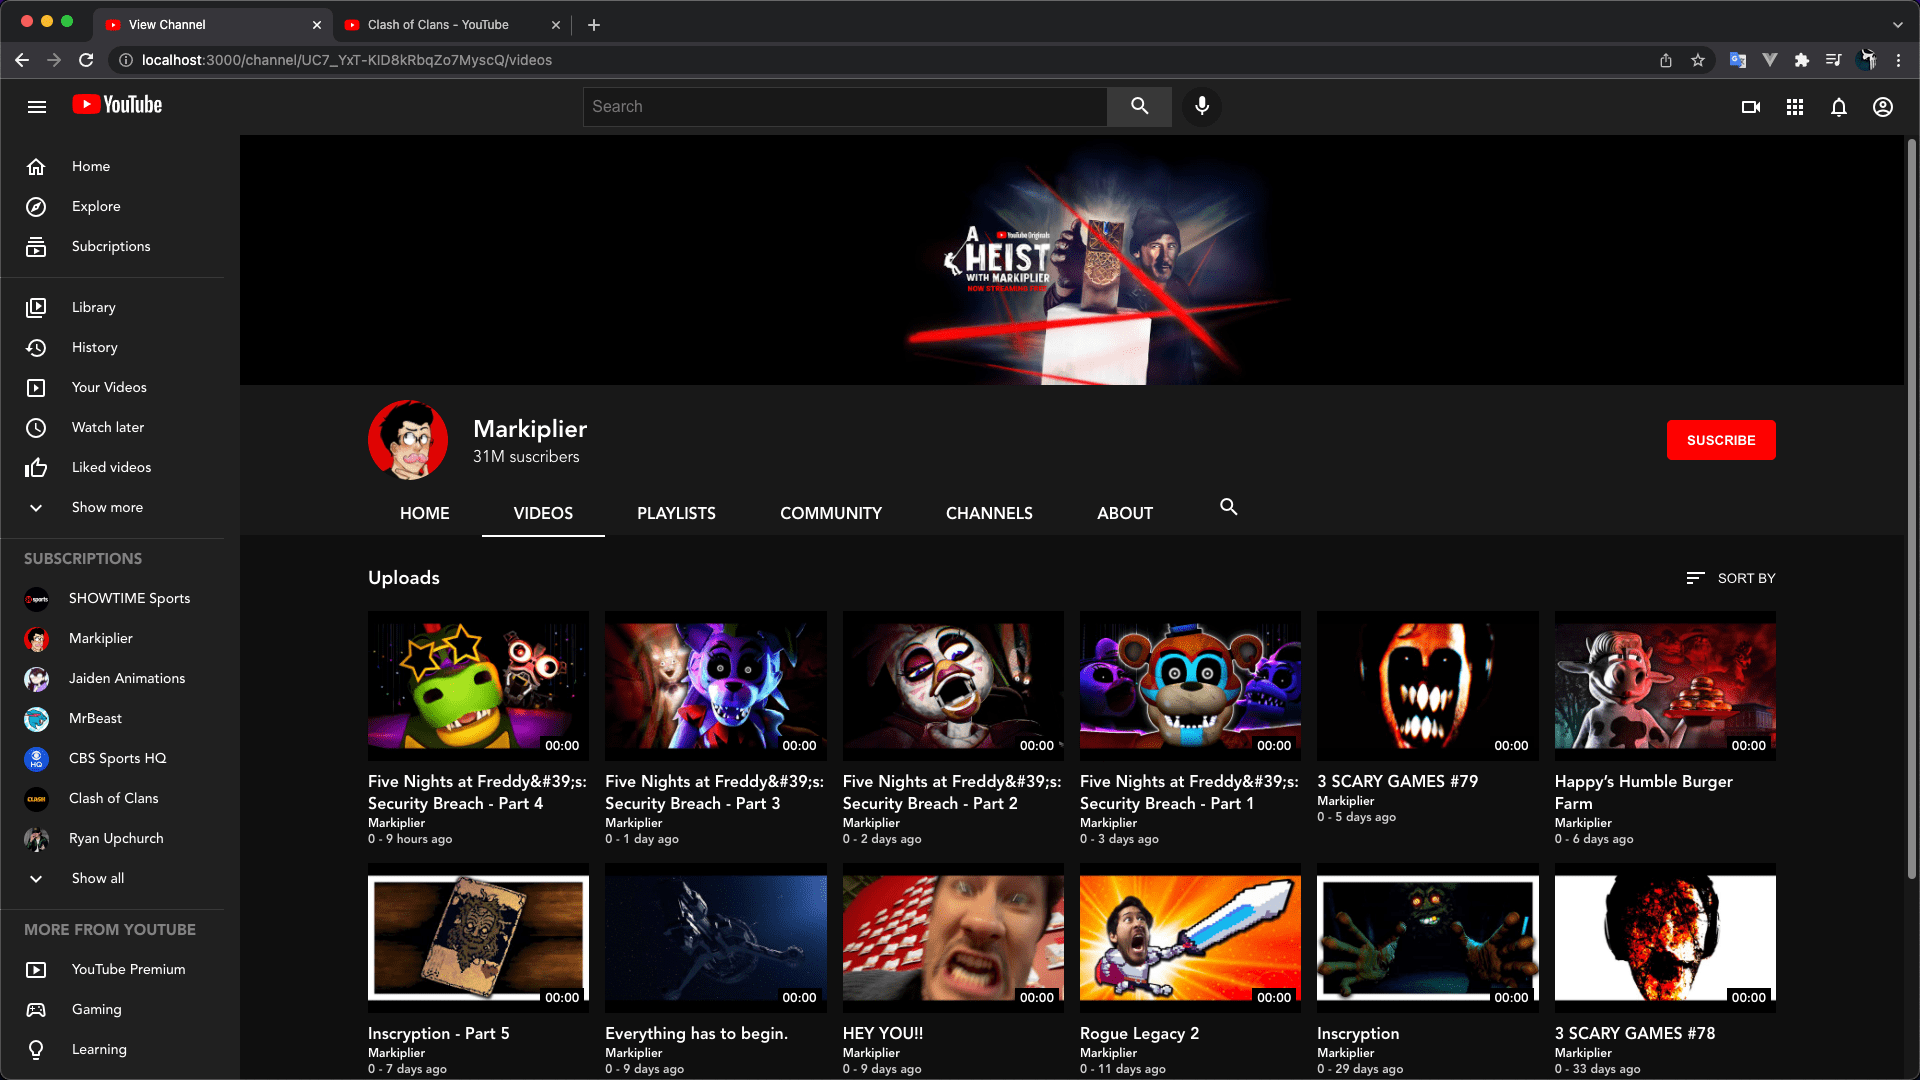 View Channel
Clash of Clans - YouTube
localhost:3000/channel/UC7_YxT-KID8kRbqZo7MyscQ/videos
YouTube
Search
Home
Explore
Subcriptions
Library
History
Your Videos
Watch later
Liked videos
Show more
SUBSCRIPTIONS
SHOWTIME Sports
Markiplier
Jaiden Animations
MrBeast
CBS Sports HQ
Clash of Clans
Ryan Upchurch
Show all
MORE FROM YOUTUBE
YouTube Premium
Gaming
Learning
YouTube Originals
A
HEIST
WITH MARKIPLIER
NOW STREAMING FREE
Markiplier
31M suscribers
SUSCRIBE
HOME VIDEOS PLAYLISTS COMMUNITY CHANNELS ABOUT
Uploads
SORT BY
00:00 00:00 00:00 00:00 00:00 00:00
Five Nights at Freddy&#39;s:
Security Breach - Part 4
Markiplier
0 - 9 hours ago
Five Nights at Freddy&#39;s:
Security Breach - Part 3
Markiplier
0 - 1 day ago
Five Nights at Freddy&#39;s:
Security Breach - Part 2
Markiplier
0 - 2 days ago
Five Nights at Freddy&#39;s:
Security Breach - Part 1
Markiplier
0 - 3 days ago
3 SCARY GAMES #79
Markiplier
0 - 5 days ago
Happy’s Humble Burger
Farm
Markiplier
0 - 6 days ago
00:00 00:00 00:00 00:00 00:00 00:00
Inscryption - Part 5
Markiplier
0 - 7 days ago
Everything has to begin.
Markiplier
0 - 9 days ago
HEY YOU!!
Markiplier
0 - 9 days ago
Rogue Legacy 2
Markiplier
0 - 11 days ago
Inscryption
Markiplier
0 - 29 days ago
3 SCARY GAMES #78
Markiplier
0 - 33 days ago